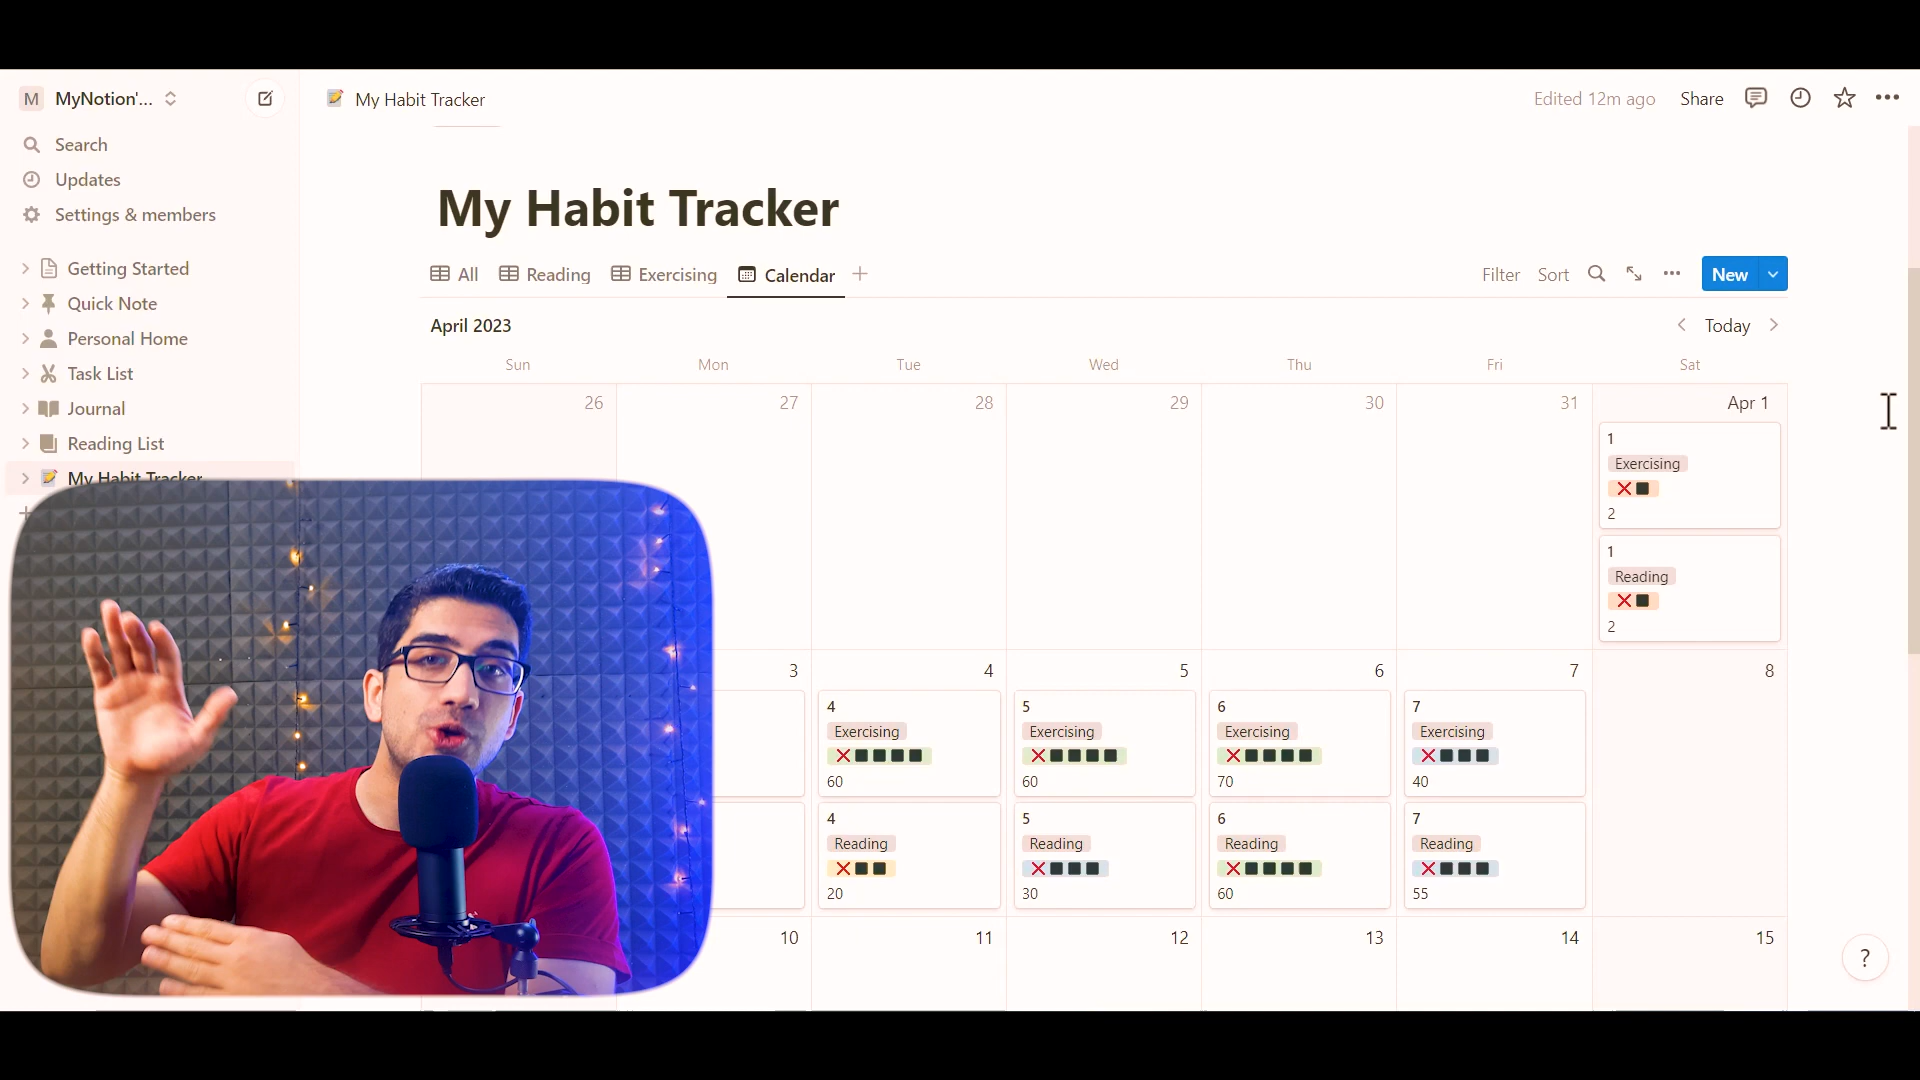 M MyNotion'...
Search
Updates
Settings & members
Getting Started
Quick Note
Personal Home
Task List
Journal
Reading List
My Habit Tracker
My Habit Tracker
Edited 12m ago Share
My Habit Tracker
All Reading Exercising Calendar
Filter Sort New
April 2023
Today
Sun Mon Tue Wed Thu Fri Sat
26 27 28 29 30 31 Apr 1
1
Exercising
2
1
Reading
2
3 4 5 6 7 8
4
Exercising
60
4
Reading
20
5
Exercising
60
5
Reading
30
6
Exercising
70
6
Reading
60
7
Exercising
40
7
Reading
55
10 11 12 13 14 15
?